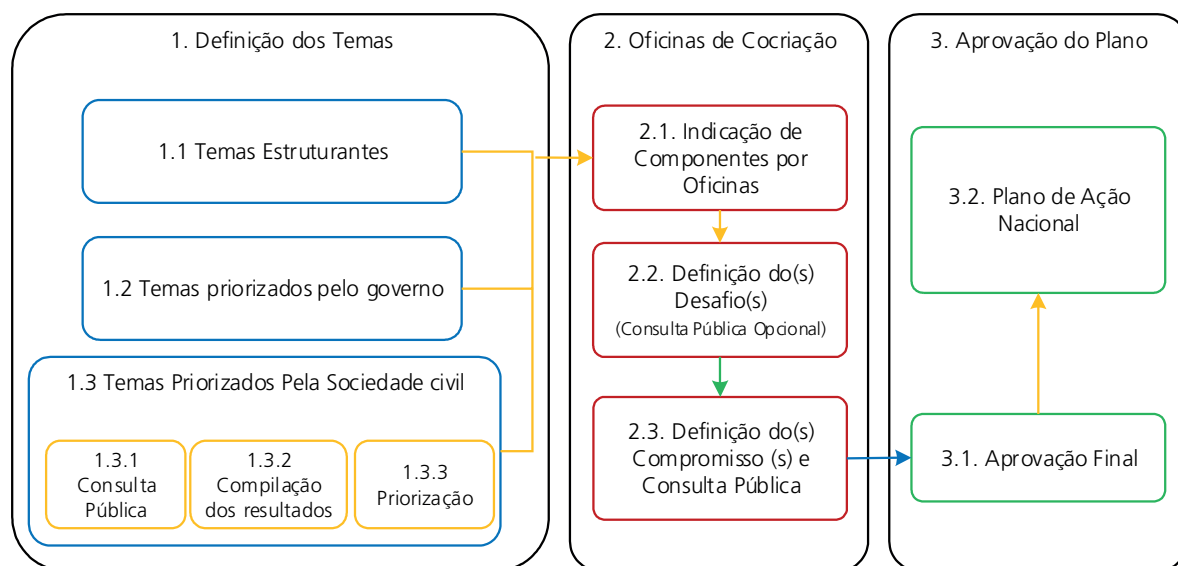 1. Definição dos Temas
1.1 Temas Estruturantes
1.2 Temas priorizados pelo governo
1.3 Temas Priorizados Pela Sociedade civil
1.3.1
Consulta
Pública
1.3.2
Compilação
dos resultados
1.3.3
Priorização
2. Oficinas de Cocriação
2.1. Indicação de
Componentes por
Oficinas
2.2. Definição do(s)
Desafio(s)
(Consulta Pública Opcional)
2.3. Definição do(s)
Compromisso (s) e
Consulta Pública
3. Aprovação do Plano
3.2. Plano de Ação
Nacional
3.1. Aprovação Final